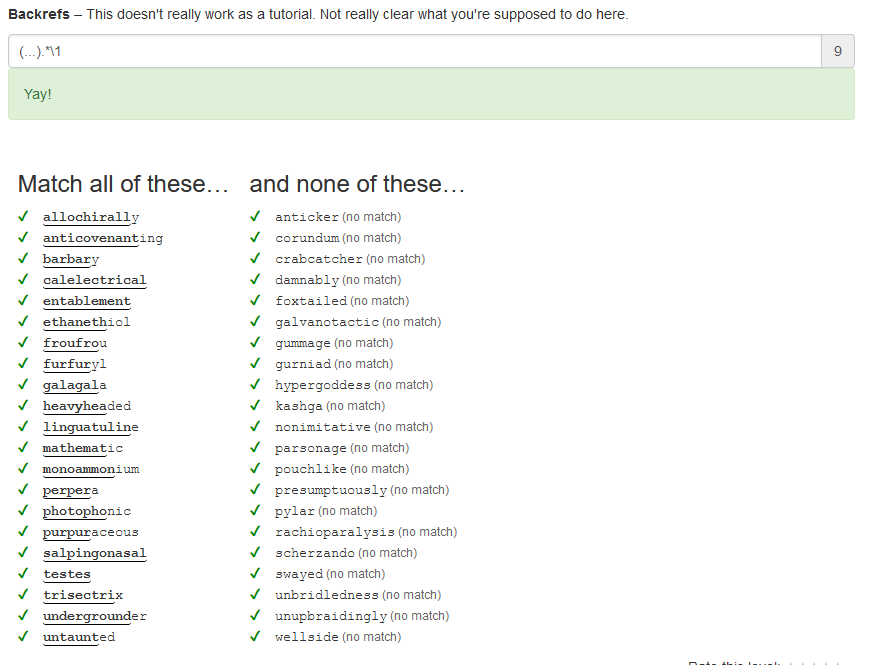 Backrefs – This doesn't really work as a tutorial. Not really clear what you're supposed to do here.
(...).*\1 9
Yay!
Match all of these… and none of these…
✓ allochirally ✓ anticker (no match)
✓ anticovenanting ✓ corundum (no match)
✓ barbary ✓ crabcatcher (no match)
✓ calelectrical ✓ damnably (no match)
✓ entablement ✓ foxtailed (no match)
✓ ethanethiol ✓ galvanotactic (no match)
✓ froufrou ✓ gummage (no match)
✓ furfuryl ✓ gurniad (no match)
✓ galagala ✓ hypergoddess (no match)
✓ heavyheaded ✓ kashga (no match)
✓ linguatuline ✓ nonimitative (no match)
✓ mathematic ✓ parsonage (no match)
✓ monoammonium ✓ pouchlike (no match)
✓ perpera ✓ presumptuously (no match)
✓ photophonic ✓ pylar (no match)
✓ purpuraceous ✓ rachioparalysis (no match)
✓ salpingonasal ✓ scherzando (no match)
✓ testes ✓ swayed (no match)
✓ trisectrix ✓ unbridledness (no match)
✓ undergrounder ✓ unupbraidingly (no match)
✓ untaunted ✓ wellside (no match)
Rate this level: